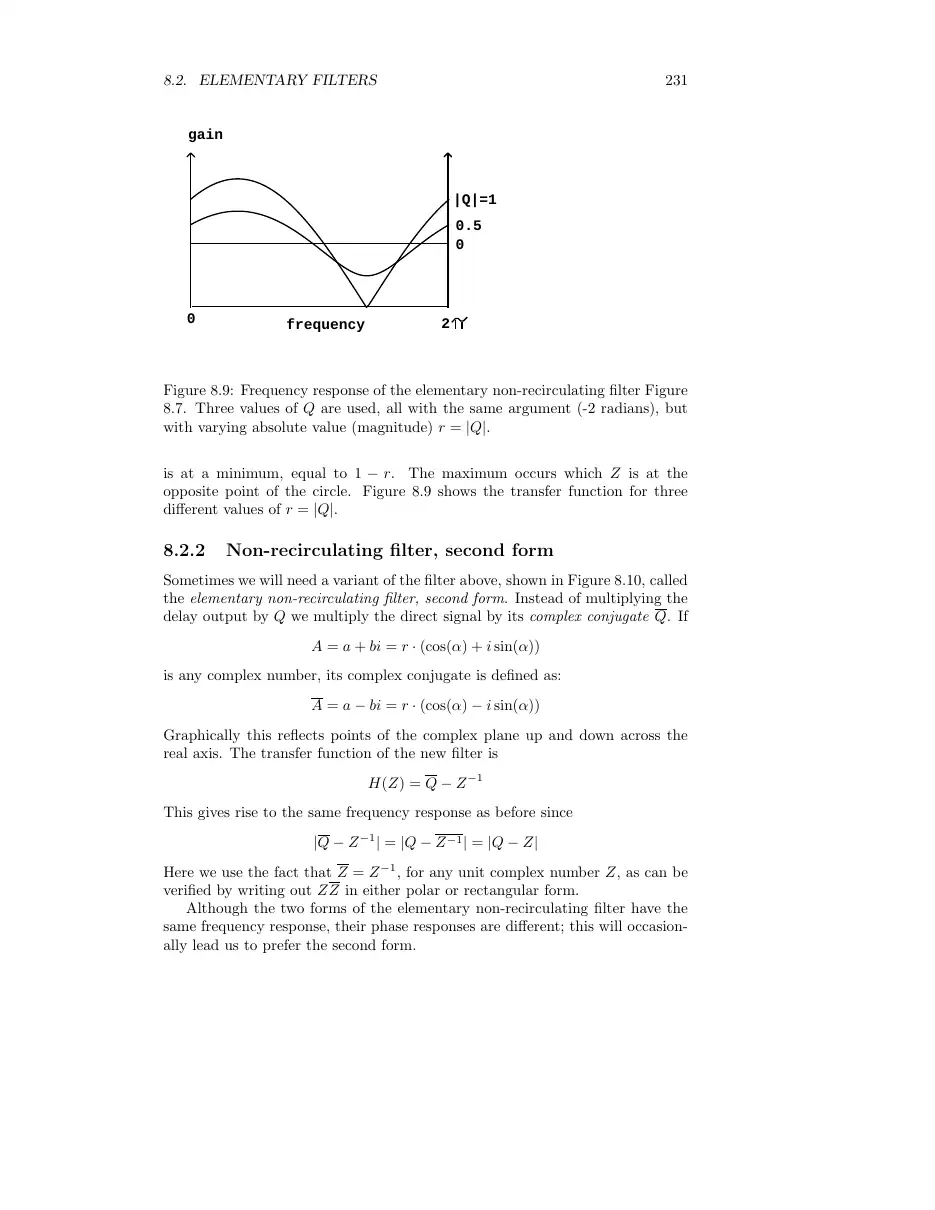 8.2. ELEMENTARY FILTERS 231
gain
|Q|=1
0.5
0
0 frequency 2π
Figure 8.9: Frequency response of the elementary non-recirculating filter Figure
8.7. Three values of Q are used, all with the same argument (-2 radians), but
with varying absolute value (magnitude) r = |Q|.
is at a minimum, equal to 1 − r. The maximum occurs which Z is at the
opposite point of the circle. Figure 8.9 shows the transfer function for three
different values of r = |Q|.
8.2.2 Non-recirculating filter, second form
Sometimes we will need a variant of the filter above, shown in Figure 8.10, called
the elementary non-recirculating filter, second form. Instead of multiplying the
delay output by Q we multiply the direct signal by its complex conjugate Q̅. If
A = a + bi = r · (cos(α) + i sin(α))
is any complex number, its complex conjugate is defined as:
A̅ = a − bi = r · (cos(α) − i sin(α))
Graphically this reflects points of the complex plane up and down across the
real axis. The transfer function of the new filter is
H(Z) = Q̅ − Z⁻¹
This gives rise to the same frequency response as before since
|Q̅ − Z⁻¹| = |Q − Z̅⁻̅¹̅| = |Q − Z|
Here we use the fact that Z̅ = Z⁻¹, for any unit complex number Z, as can be
verified by writing out ZZ̅ in either polar or rectangular form.
Although the two forms of the elementary non-recirculating filter have the
same frequency response, their phase responses are different; this will occasion-
ally lead us to prefer the second form.